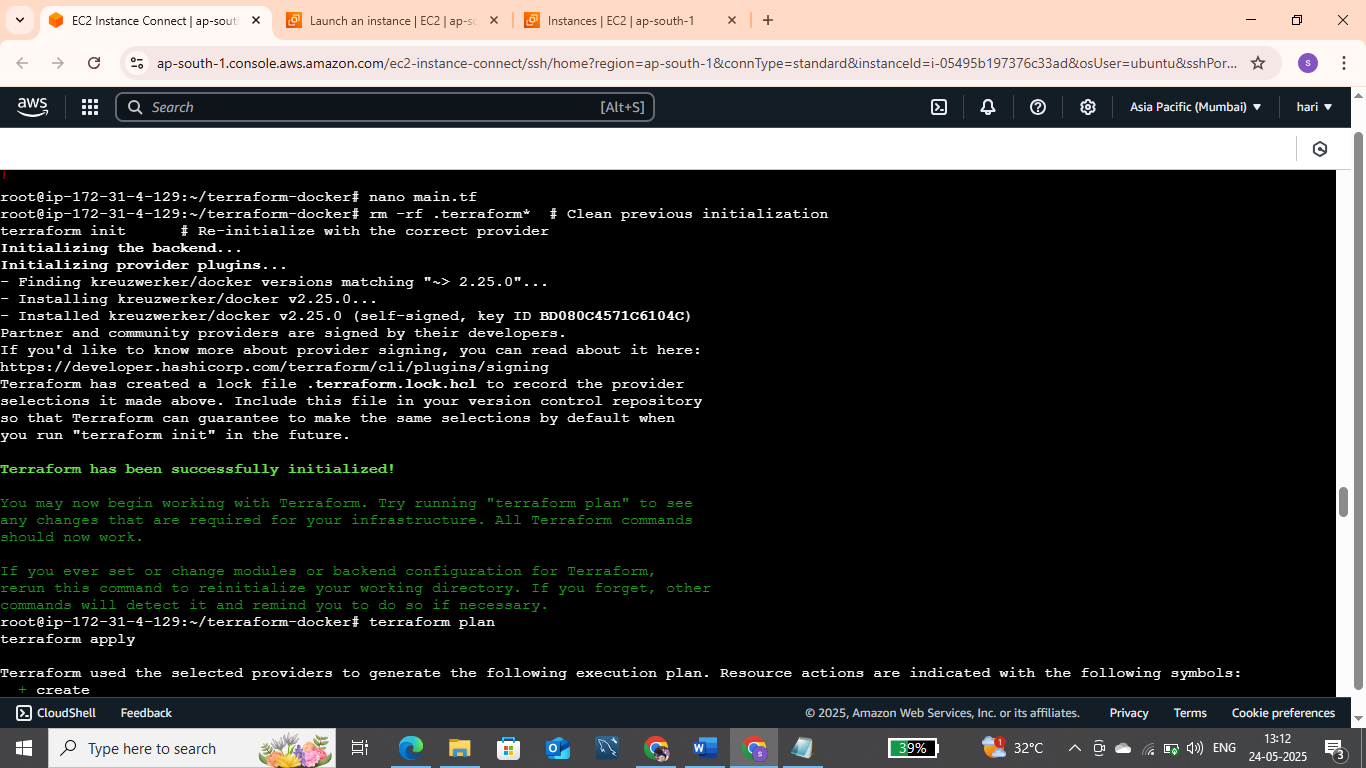 EC2 Instance Connect | ap-sout
Launch an instance | EC2 | ap-so
Instances | EC2 | ap-south-1
ap-south-1.console.aws.amazon.com/ec2-instance-connect/ssh/home?region=ap-south-1&connType=standard&instanceId=i-05495b197376c33ad&osUser=ubuntu&sshPor...
s
aws
Search
[Alt+S]
Asia Pacific (Mumbai)
hari
root@ip-172-31-4-129:~/terraform-docker# nano main.tf
root@ip-172-31-4-129:~/terraform-docker# rm -rf .terraform*  # Clean previous initialization
terraform init      # Re-initialize with the correct provider
Initializing the backend...
Initializing provider plugins...
- Finding kreuzwerker/docker versions matching "~> 2.25.0"...
- Installing kreuzwerker/docker v2.25.0...
- Installed kreuzwerker/docker v2.25.0 (self-signed, key ID BD080C4571C6104C)
Partner and community providers are signed by their developers.
If you'd like to know more about provider signing, you can read about it here:
https://developer.hashicorp.com/terraform/cli/plugins/signing
Terraform has created a lock file .terraform.lock.hcl to record the provider
selections it made above. Include this file in your version control repository
so that Terraform can guarantee to make the same selections by default when
you run "terraform init" in the future.
Terraform has been successfully initialized!
You may now begin working with Terraform. Try running "terraform plan" to see
any changes that are required for your infrastructure. All Terraform commands
should now work.
If you ever set or change modules or backend configuration for Terraform,
rerun this command to reinitialize your working directory. If you forget, other
commands will detect it and remind you to do so if necessary.
root@ip-172-31-4-129:~/terraform-docker# terraform plan
terraform apply
Terraform used the selected providers to generate the following execution plan. Resource actions are indicated with the following symbols:
+ create
CloudShell
Feedback
© 2025, Amazon Web Services, Inc. or its affiliates.
Privacy
Terms
Cookie preferences
Type here to search
39%
1
32°C
ENG
13:12
24-05-2025
3